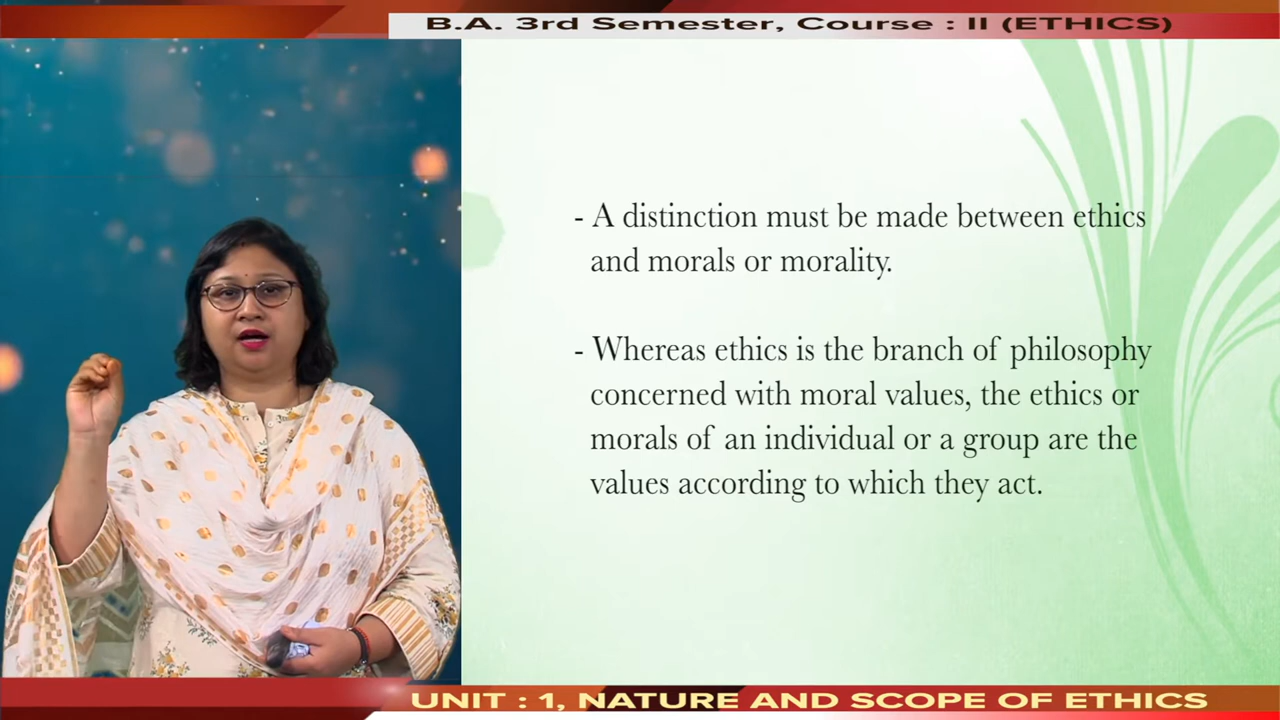 B.A. 3rd Semester, Course : II (ETHICS)
- A distinction must be made between ethics
and morals or morality.
- Whereas ethics is the branch of philosophy
concerned with moral values, the ethics or
morals of an individual or a group are the
values according to which they act.
UNIT : 1, NATURE AND SCOPE OF ETHICS